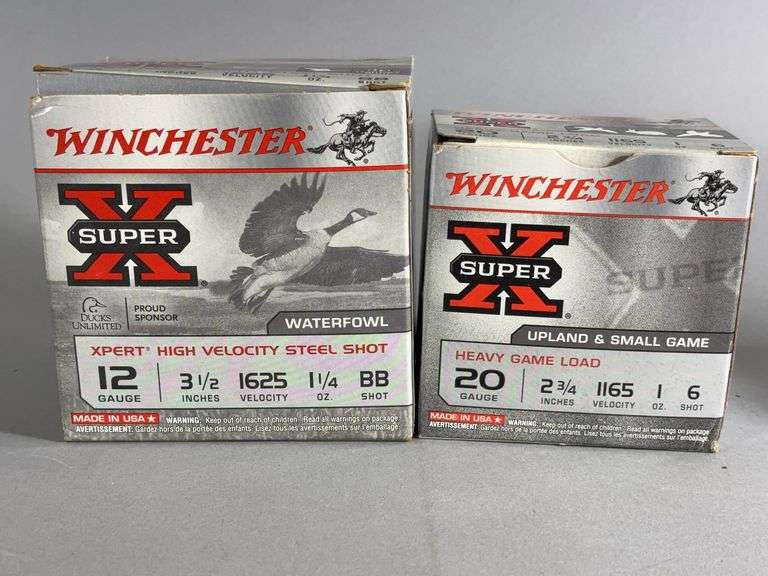 WINCHESTER®
SUPER X®
DUCKS UNLIMITED
PROUD SPONSOR
WATERFOWL
XPERT® HIGH VELOCITY STEEL SHOT
12 3 1/2 1625 1 1/4 BB
GAUGE INCHES VELOCITY OZ. SHOT
MADE IN USA★
WARNING: Keep out of reach of children. Read all warnings on package.
AVERTISSEMENT: Gardez hors de la portée des enfants. Lisez tous les avertissements sur l'emballage.
1165 1 6
WINCHESTER®
SUPER X®
SUPE
UPLAND & SMALL GAME
HEAVY GAME LOAD
20 2 3/4 1165 1 6
GAUGE INCHES VELOCITY OZ. SHOT
MADE IN USA★
WARNING: Keep out of reach of children. Read all warnings on package.
AVERTISSEMENT: Gardez hors de la portée des enfants. Lisez tous les avertissements sur l'emballage.